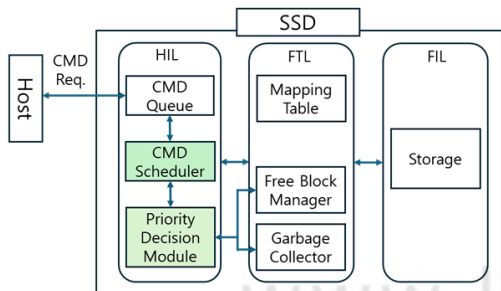 SSD
CMD
Req.
Host
HIL
CMD
Queue
CMD
Scheduler
Priority
Decision
Module
FTL
Mapping
Table
Free Block
Manager
Garbage
Collector
FIL
Storage